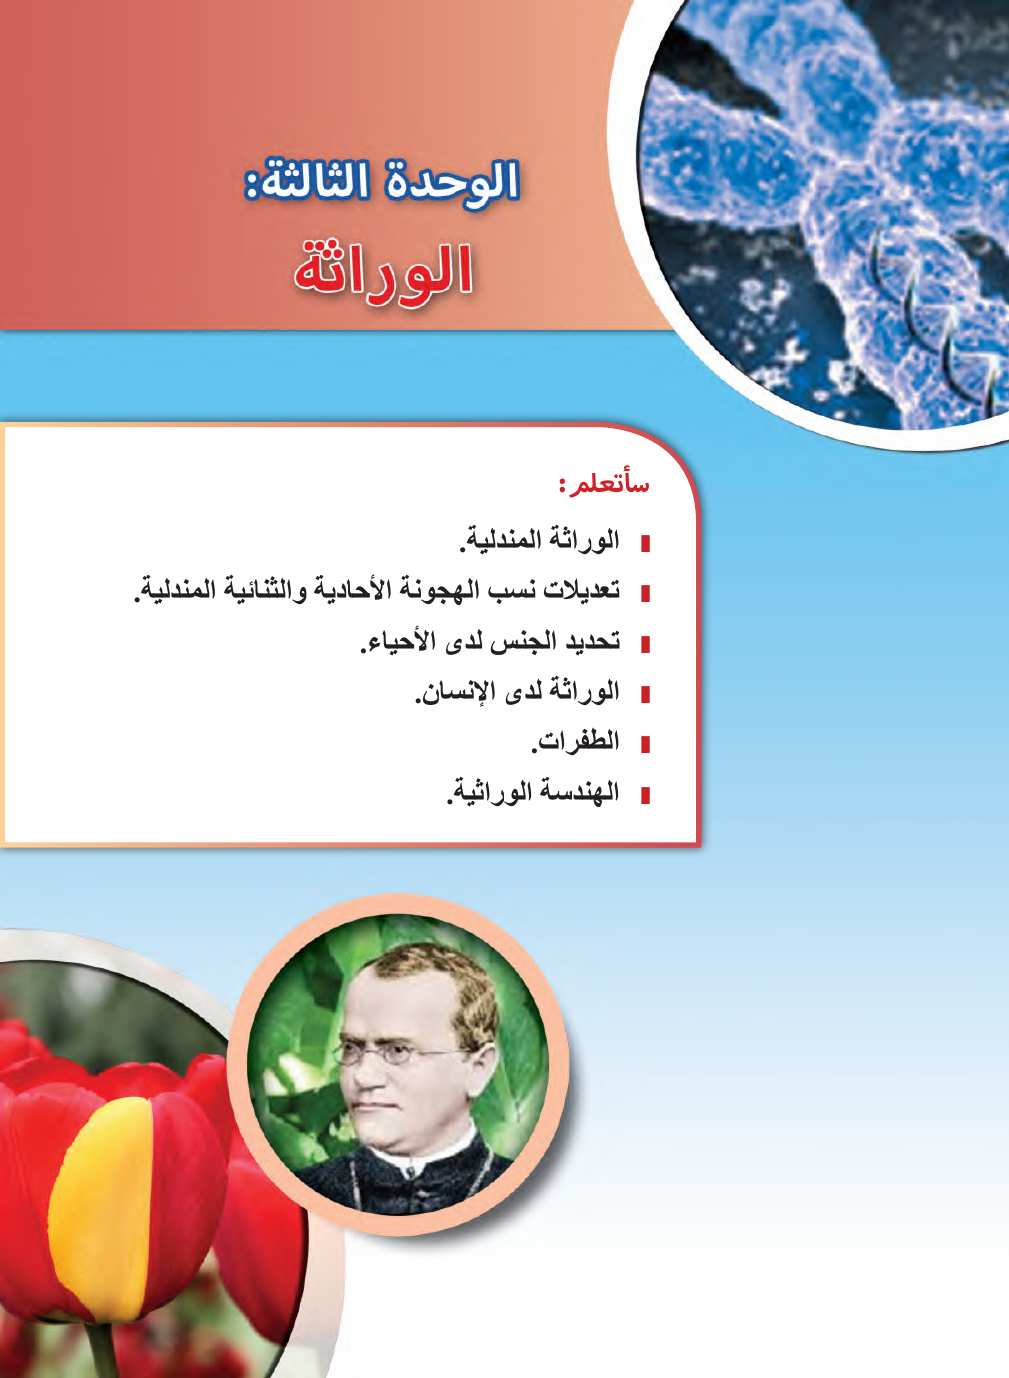 الوحدة الثالثة:
الوراثة
سأتعلم:
الوراثة المندلية.
تعديلات نسب الهجونة الأحادية والثنائية المندلية.
تحديد الجنس لدى الأحياء.
الوراثة لدى الإنسان.
الطفرات.
الهندسة الوراثية.